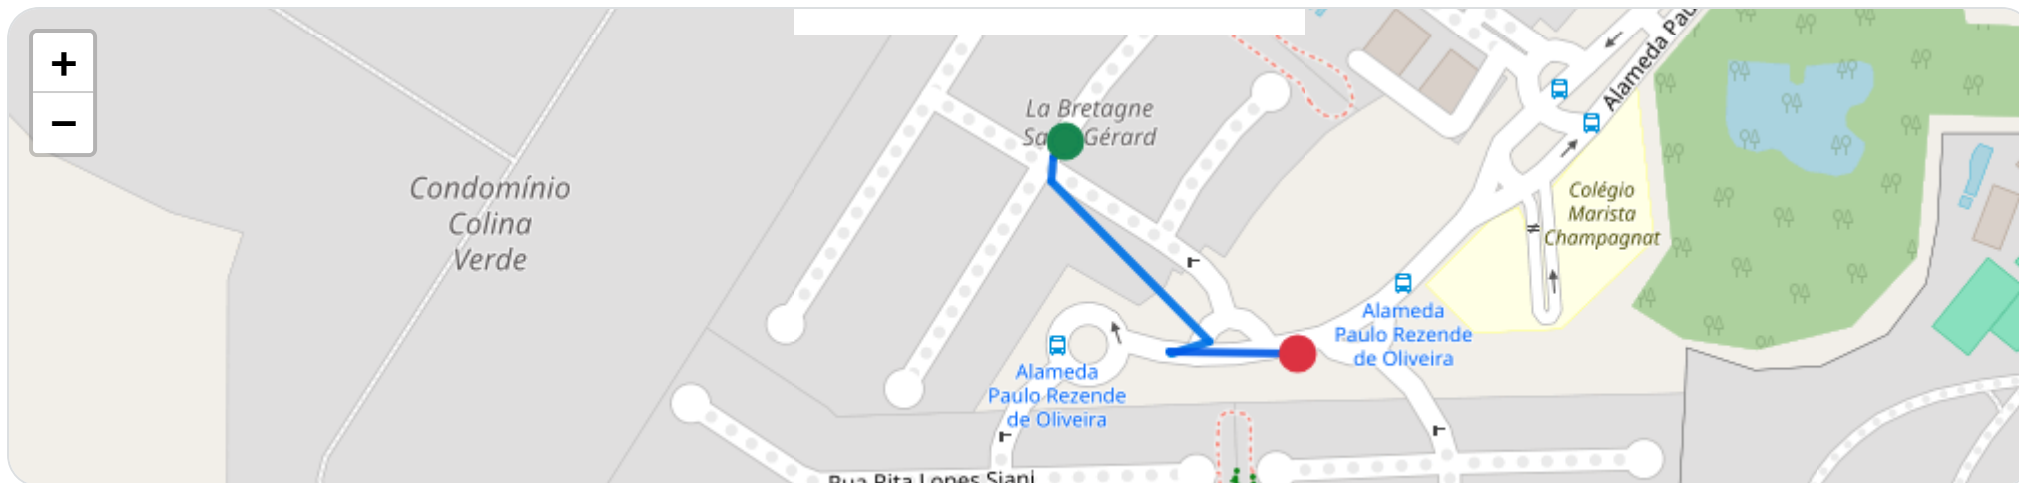 +
−
Condomínio
Colina
Verde
La Bretagne
Gérard
Alameda
Colégio
Marista
Champagnat
Alameda
Paulo Rezende
de Oliveira
Alameda
Paulo Rezende
de Oliveira
Rua Rita Lopes Siani